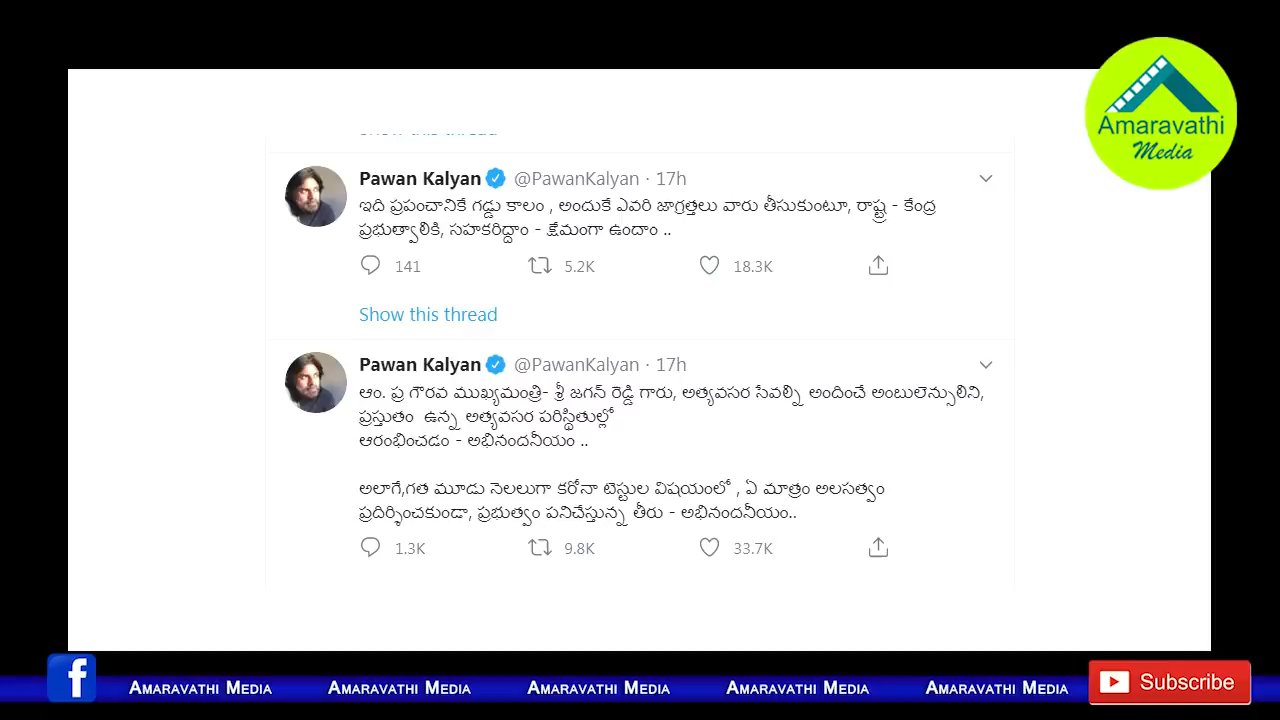 Amaravathi
Media
Pawan Kalyan @PawanKalyan · 17h
ఇది ప్రపంచానికే గడ్డు కాలం , అందుకే ఎవరి జాగ్రత్తలు వారు తీసుకుంటూ, రాష్ట్ర - కేంద్ర
ప్రభుత్వాలికి, సహకరిద్దాం - క్షేమంగా ఉందాం ..
141 5.2K 18.3K
Show this thread
Pawan Kalyan @PawanKalyan · 17h
ఆం. ప్ర గౌరవ ముఖ్యమంత్రి- శ్రీ జగన్ రెడ్డి గారు, అత్యవసర సేవల్ని అందించే అంబులెన్సులిని,
ప్రస్తుతం ఉన్న అత్యవసర పరిస్థితుల్లో
ఆరంభించడం - అభినందనీయం ..
అలాగే,గత మూడు నెలలుగా కరోనా టెస్టుల విషయంలో , ఏ మాత్రం అలసత్వం
ప్రదిర్శించకుండా, ప్రభుత్వం పనిచేస్తున్న తీరు - అభినందనీయం..
1.3K 9.8K 33.7K
f Amaravathi Media Amaravathi Media Amaravathi Media Amaravathi Media Amaravathi Media Subscribe